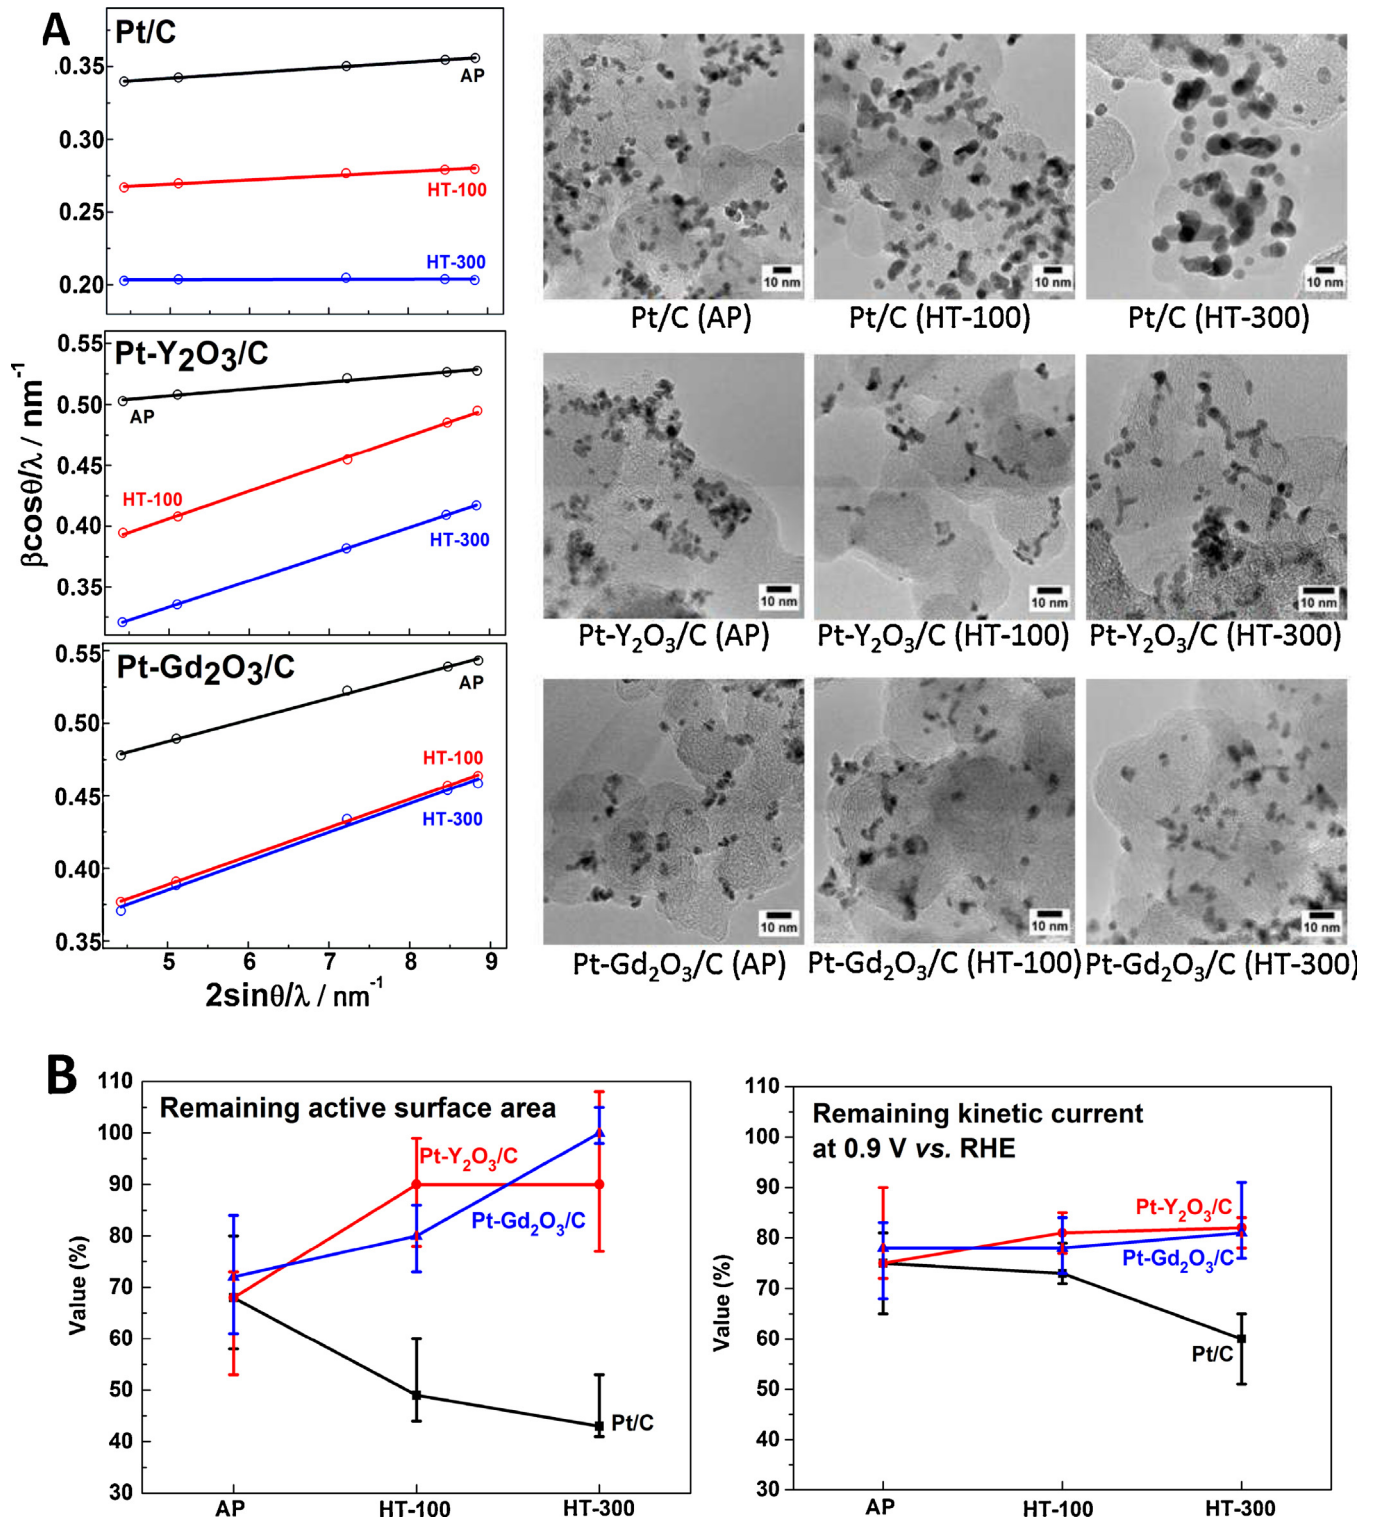 A
Pt/C
0.35
AP
0.30
HT-100
0.25
HT-300
0.20
10 nm
10 nm
10 nm
Pt/C (AP)
Pt/C (HT-100)
Pt/C (HT-300)
βcosθ/λ / nm⁻¹
0.55
Pt-Y₂O₃/C
AP
0.50
HT-100
0.45
HT-300
0.40
0.35
10 nm
10 nm
10 nm
Pt-Y₂O₃/C (AP)
Pt-Y₂O₃/C (HT-100)
Pt-Y₂O₃/C (HT-300)
0.55
Pt-Gd₂O₃/C
AP
0.50
HT-100
0.45
HT-300
0.40
0.35
5 6 7 8 9
2sinθ/λ / nm⁻¹
10 nm
10 nm
10 nm
Pt-Gd₂O₃/C (AP)
Pt-Gd₂O₃/C (HT-100)
Pt-Gd₂O₃/C (HT-300)
B
110
100
90
80
70
60
50
40
30
Value (%)
Remaining active surface area
Pt-Y₂O₃/C
Pt-Gd₂O₃/C
Pt/C
AP HT-100 HT-300
110
100
90
80
70
60
50
40
30
Value (%)
Remaining kinetic current
at 0.9 V vs. RHE
Pt-Y₂O₃/C
Pt-Gd₂O₃/C
Pt/C
AP HT-100 HT-300